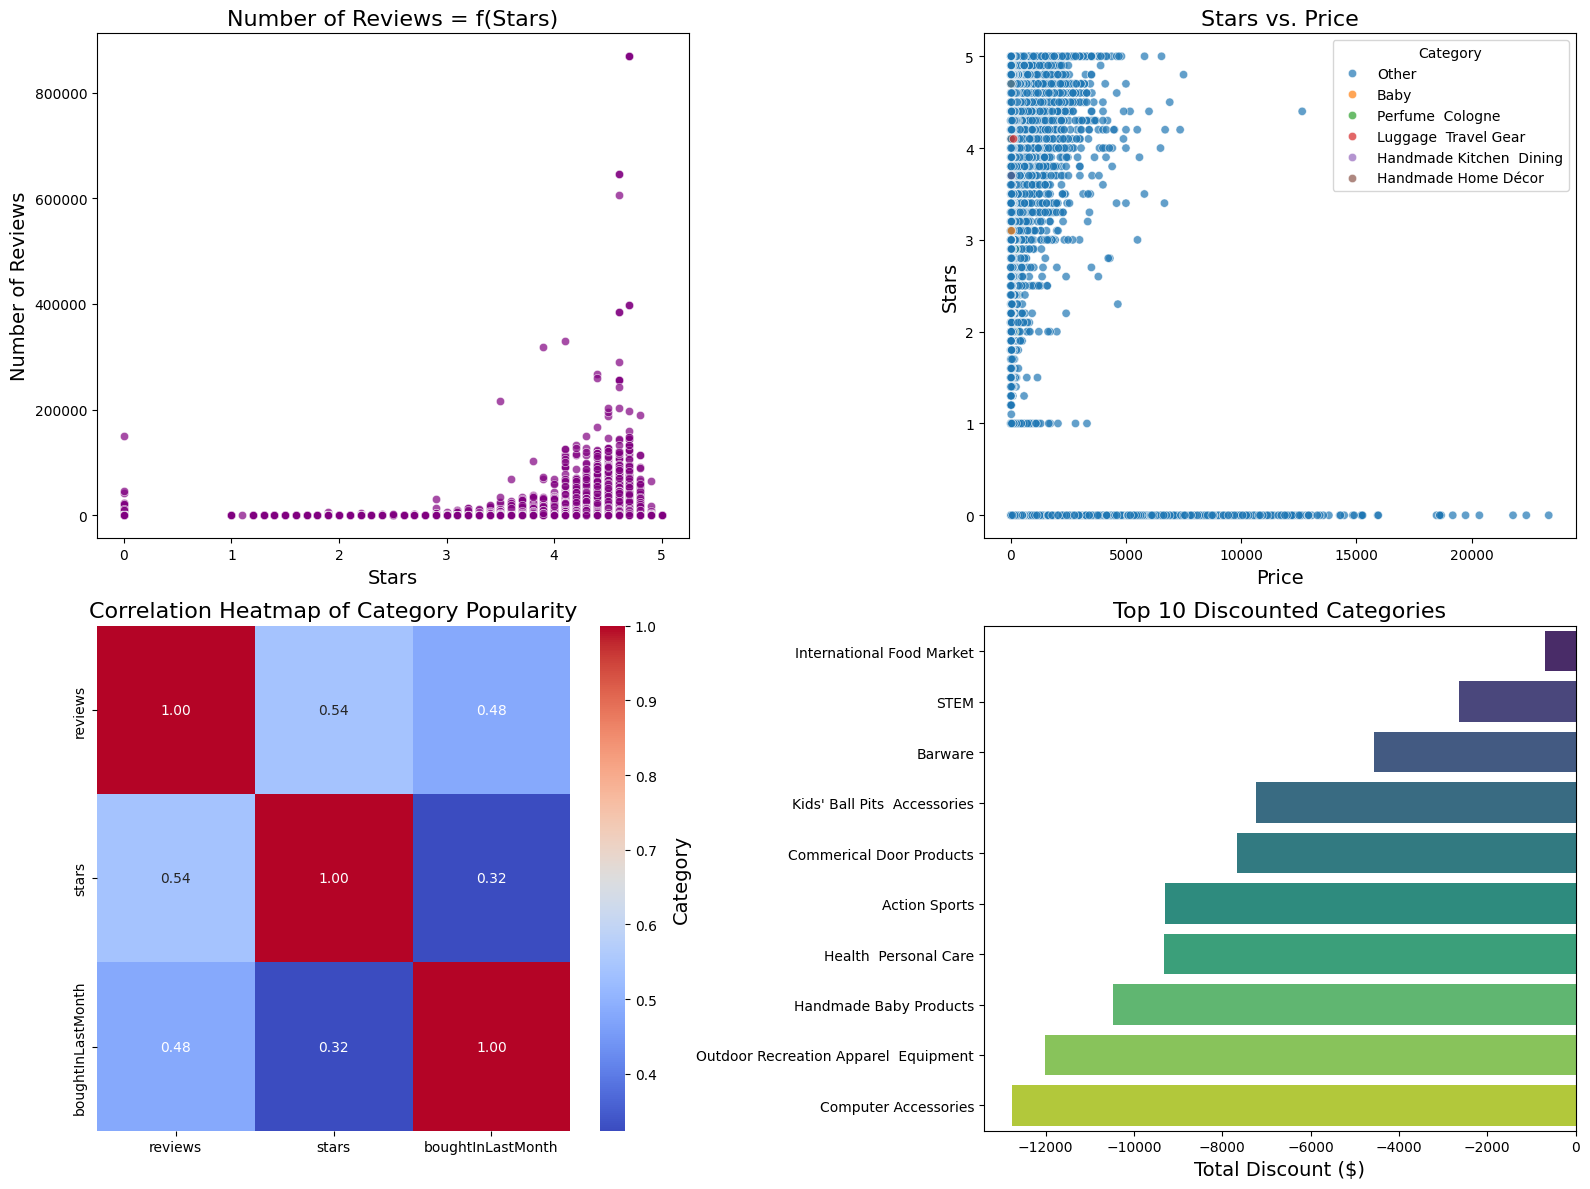 Number of Reviews = f(Stars)
Number of Reviews
800000
600000
400000
200000
0
0 1 2 3 4 5
Stars
Stars vs. Price
Stars
5
4
3
2
1
0
0 5000 10000 15000 20000
Price
Category
Other
Baby
Perfume  Cologne
Luggage  Travel Gear
Handmade Kitchen  Dining
Handmade Home Décor
Correlation Heatmap of Category Popularity
reviews
stars
boughtInLastMonth
1.00 0.54 0.48
0.54 1.00 0.32
0.48 0.32 1.00
reviews stars boughtInLastMonth
1.0
0.9
0.8
0.7
0.6
0.5
0.4
Top 10 Discounted Categories
Category
International Food Market
STEM
Barware
Kids' Ball Pits  Accessories
Commerical Door Products
Action Sports
Health  Personal Care
Handmade Baby Products
Outdoor Recreation Apparel  Equipment
Computer Accessories
−12000 −10000 −8000 −6000 −4000 −2000 0
Total Discount ($)